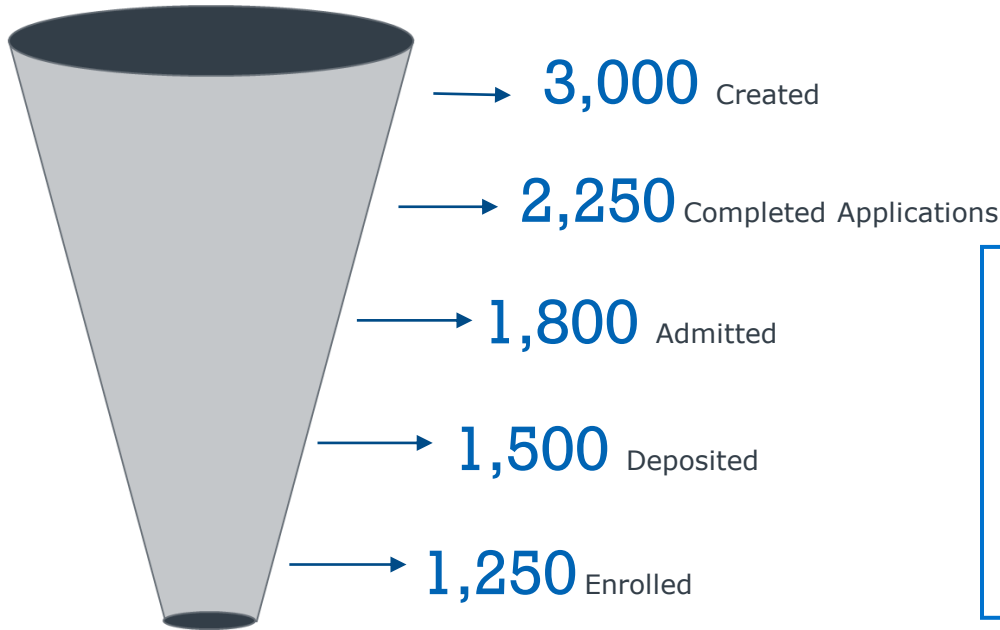 3,000 Created
2,250 Completed Applications
1,800 Admitted
1,500 Deposited
1,250 Enrolled